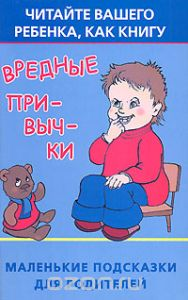 ЧИТАЙТЕ ВАШЕГО
РЕБЕНКА, КАК КНИГУ
ВРЕДНЫЕ
ПРИ-
ВЫЧ-
КИ
МАЛЕНЬКИЕ ПОДСКАЗКИ
ДЛЯ РОДИТЕЛЕЙ